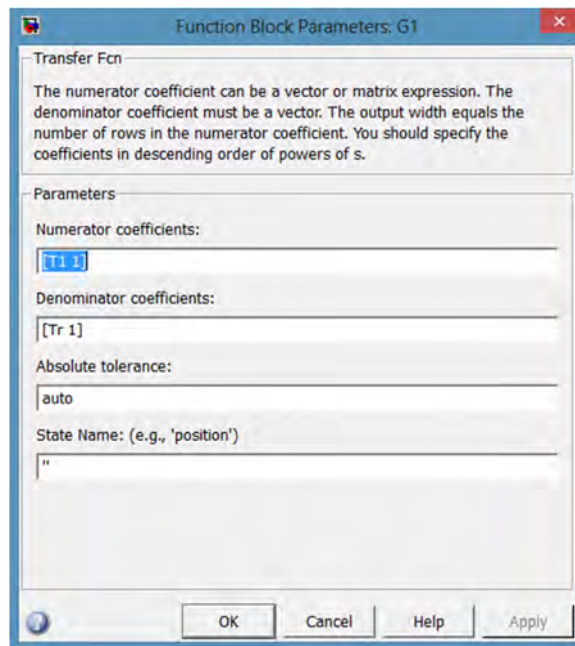 Function Block Parameters: G1
Transfer Fcn
The numerator coefficient can be a vector or matrix expression. The
denominator coefficient must be a vector. The output width equals the
number of rows in the numerator coefficient. You should specify the
coefficients in descending order of powers of s.
Parameters
Numerator coefficients:
[T1 1]
Denominator coefficients:
[Tr 1]
Absolute tolerance:
auto
State Name: (e.g., 'position')
''
OK Cancel Help Apply